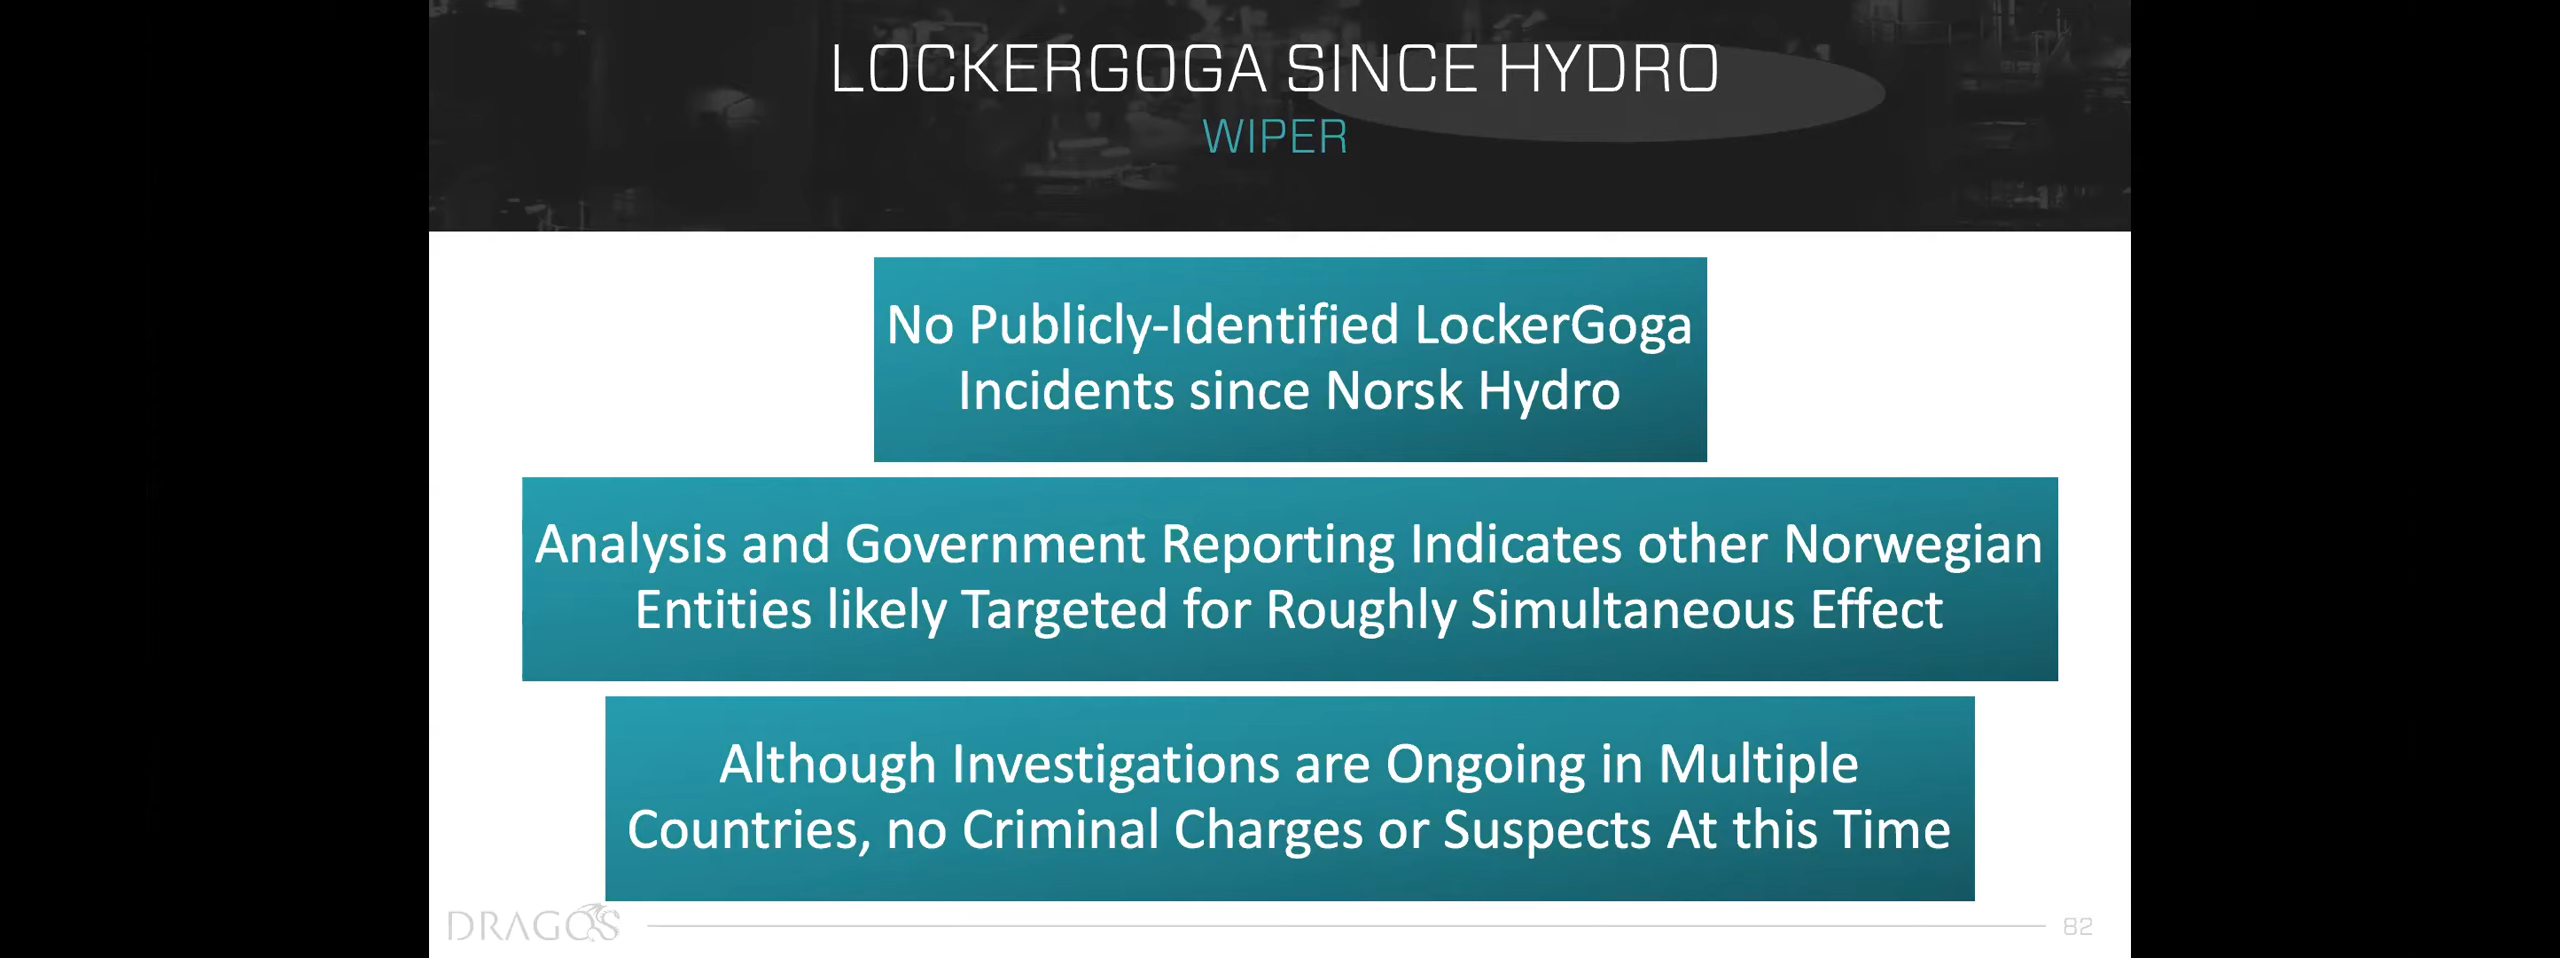 LOCKERGOGA SINCE HYDRO
WIPER
No Publicly-Identified LockerGoga
Incidents since Norsk Hydro
Analysis and Government Reporting Indicates other Norwegian
Entities likely Targeted for Roughly Simultaneous Effect
Although Investigations are Ongoing in Multiple
Countries, no Criminal Charges or Suspects At this Time
DRAGOS
82